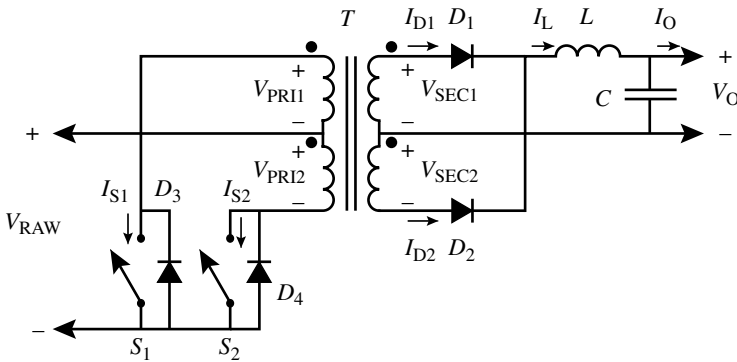 T
I_D1 D_1 I_L L I_O
+ + +
V_PRI1 V_SEC1 C V_O
+ – – –
+ +
V_PRI2 V_SEC2
I_S1 D_3 I_S2 – –
V_RAW
I_D2 D_2
D_4
–
S_1 S_2